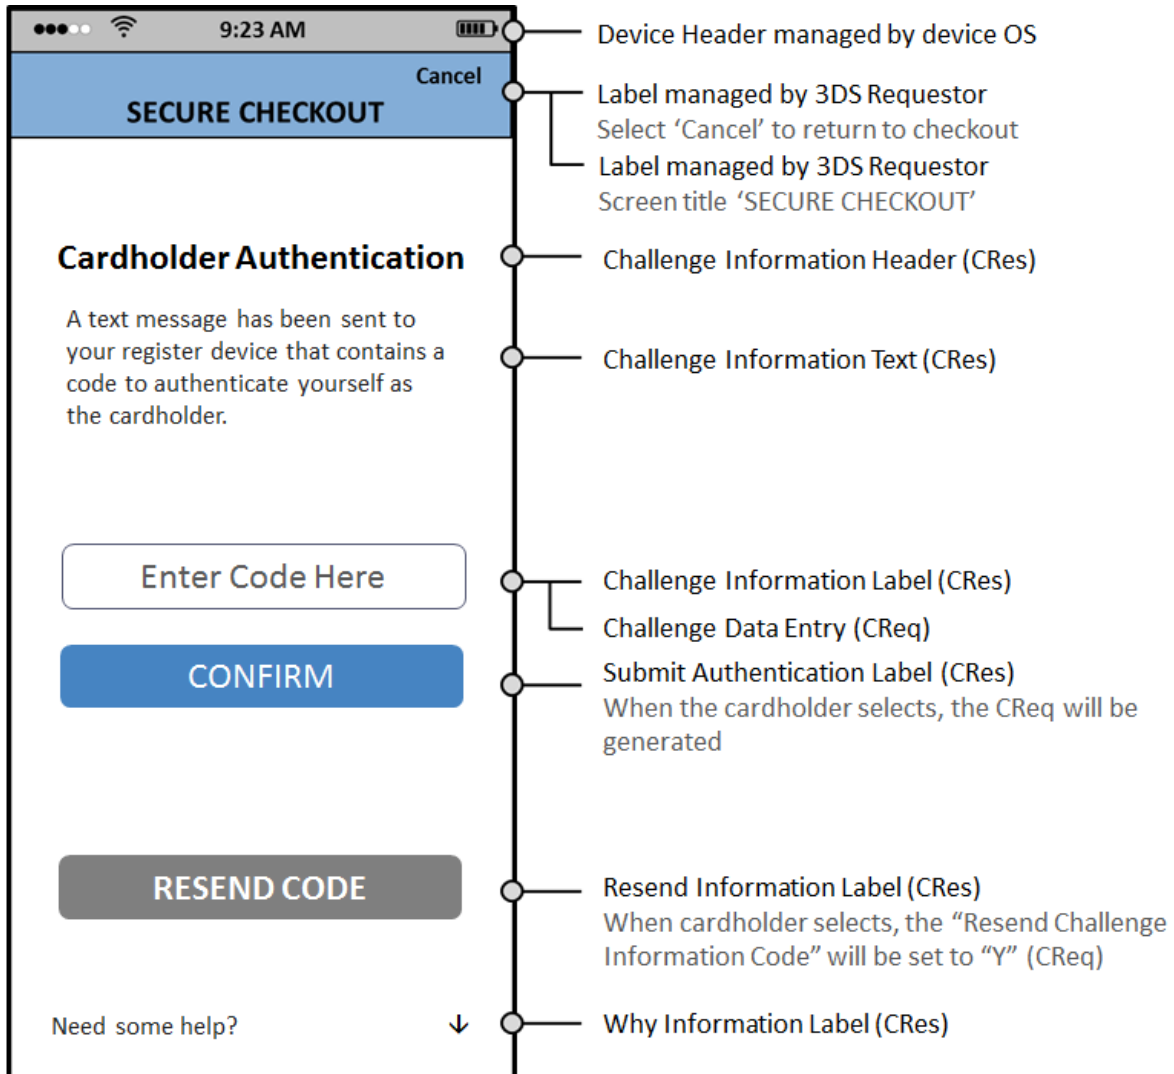 9:23 AM
Cancel
SECURE CHECKOUT
Cardholder Authentication
A text message has been sent to
your register device that contains a
code to authenticate yourself as
the cardholder.
Enter Code Here
CONFIRM
RESEND CODE
Need some help?
Device Header managed by device OS
Label managed by 3DS Requestor
Select ‘Cancel’ to return to checkout
Label managed by 3DS Requestor
Screen title ‘SECURE CHECKOUT’
Challenge Information Header (CRes)
Challenge Information Text (CRes)
Challenge Information Label (CRes)
Challenge Data Entry (CReq)
Submit Authentication Label (CRes)
When the cardholder selects, the CReq will be
generated
Resend Information Label (CRes)
When cardholder selects, the “Resend Challenge
Information Code” will be set to “Y” (CReq)
Why Information Label (CRes)